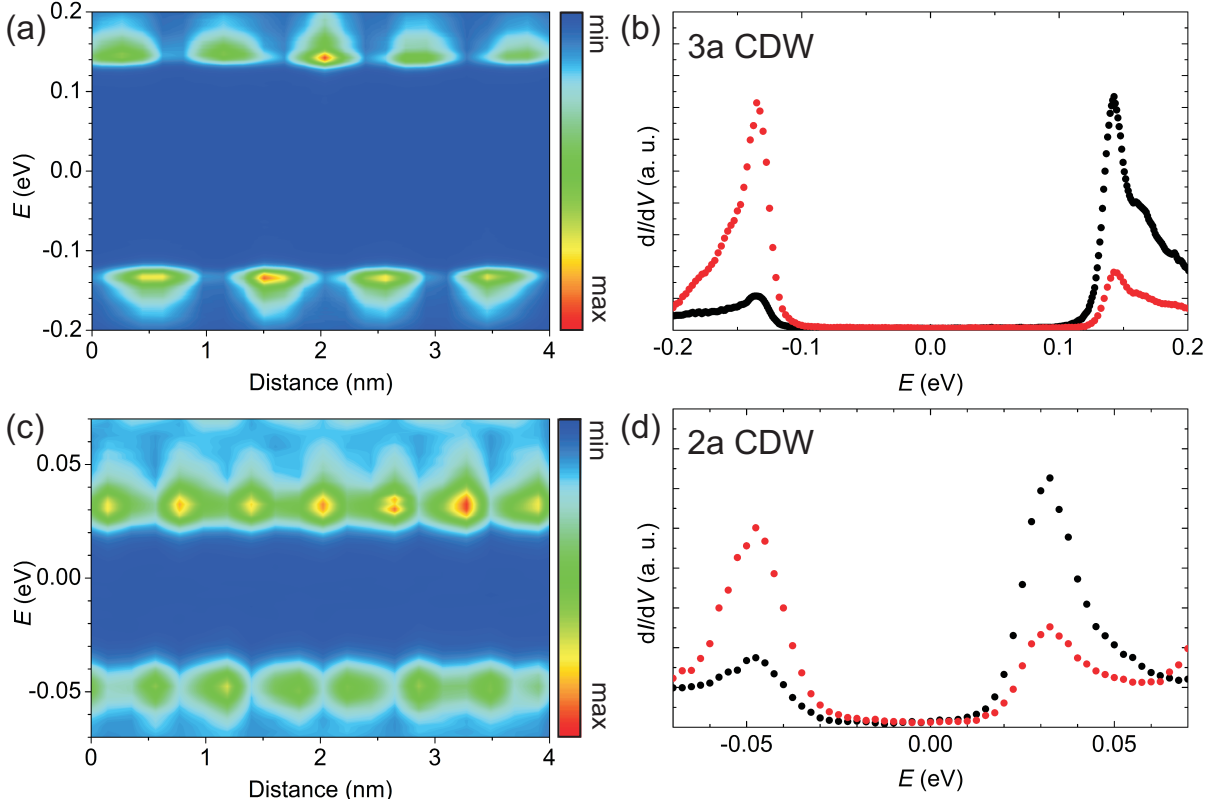 (a)
0.2
0.1
0.0
-0.1
-0.2
E (eV)
0 1 2 3 4
Distance (nm)
min
max
(b)
3a CDW
dI/dV (a. u.)
-0.2 -0.1 0.0 0.1 0.2
E (eV)
(c)
0.05
0.00
-0.05
E (eV)
0 1 2 3 4
Distance (nm)
min
max
(d)
2a CDW
dI/dV (a. u.)
-0.05 0.00 0.05
E (eV)